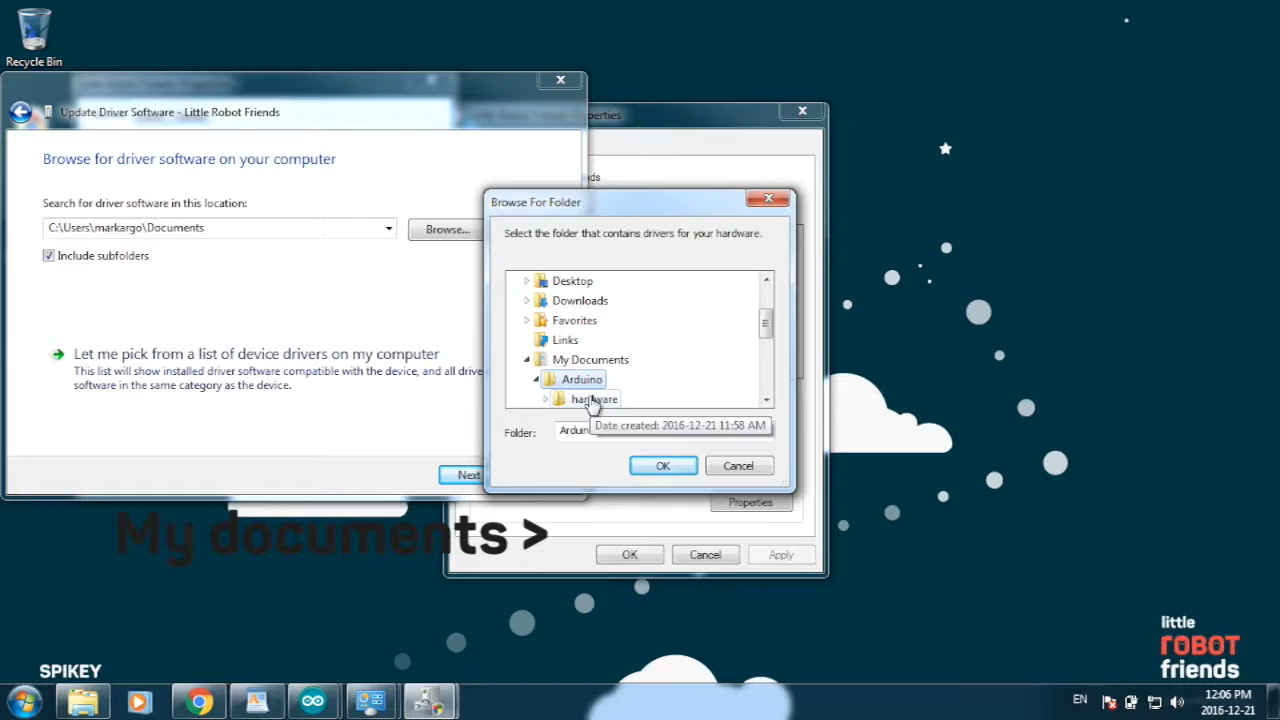 Recycle Bin
Update Driver Software - Little Robot Friends
Browse for driver software on your computer
Search for driver software in this location:
C:\Users\markargo\Documents
Browse...
Include subfolders
Let me pick from a list of device drivers on my computer
This list will show installed driver software compatible with the device, and all drive
software in the same category as the device.
Next
Browse For Folder
Select the folder that contains drivers for your hardware.
Desktop
Downloads
Favorites
Links
My Documents
Arduino
hardware
Date created: 2016-12-21 11:58 AM
Folder:
Arduin
OK
Cancel
Properties
OK
Cancel
Apply
My documents >
little
ROBOT
friends
SPIKEY
EN
12:06 PM
2016-12-21